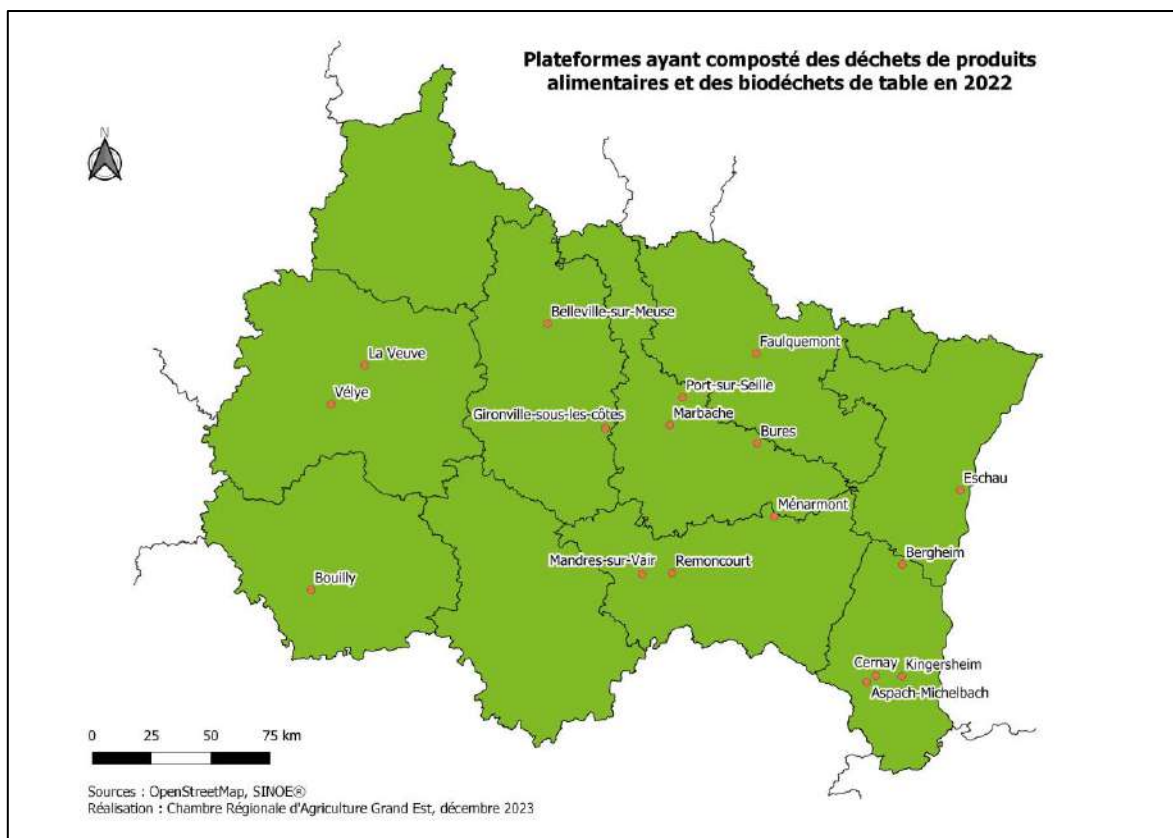 Plateformes ayant composté des déchets de produits
alimentaires et des biodéchets de table en 2022
N
Belleville-sur-Meuse
Faulquemont
La Veuve
Port-sur-Seille
Vélye
Gironville-sous-les-côtes
Marbache
Bures
Eschau
Ménarmont
Bergheim
Mandres-sur-Vair
Remoncourt
Bouilly
Cernay
Kingersheim
Aspach-Michelbach
0 25 50 75 km
Sources : OpenStreetMap, SINOE®
Réalisation : Chambre Régionale d'Agriculture Grand Est, décembre 2023